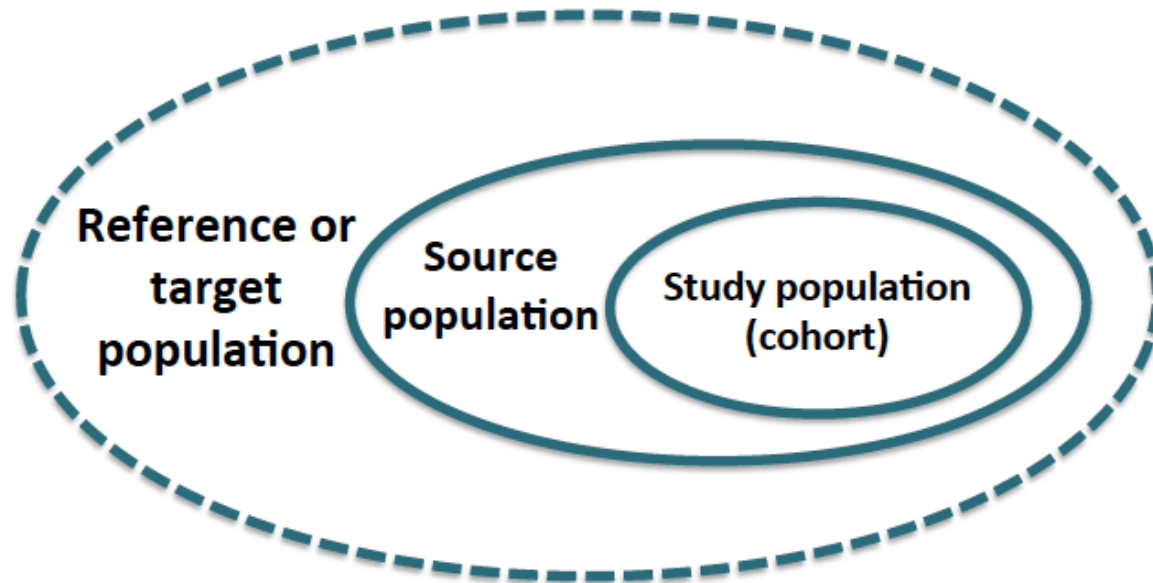 Reference or
target
population
Source
population
Study population
(cohort)